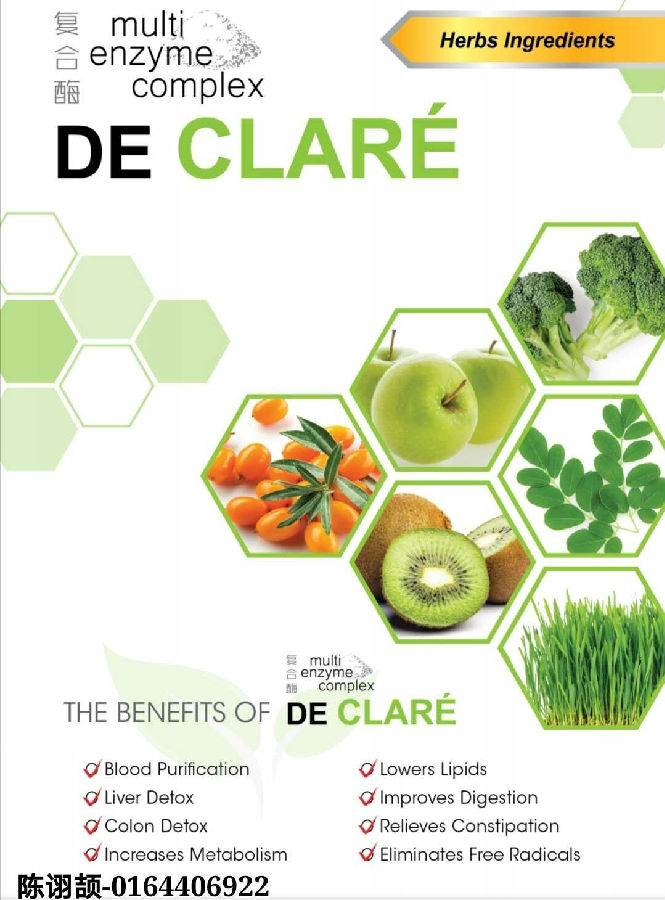 复合酶
multi
enzyme
complex
Herbs Ingredients
DE CLARÉ
复合酶
multi
enzyme
complex
THE BENEFITS OF DE CLARÉ
Blood Purification
Liver Detox
Colon Detox
Increases Metabolism
Lowers Lipids
Improves Digestion
Relieves Constipation
Eliminates Free Radicals
陈诩颉-0164406922